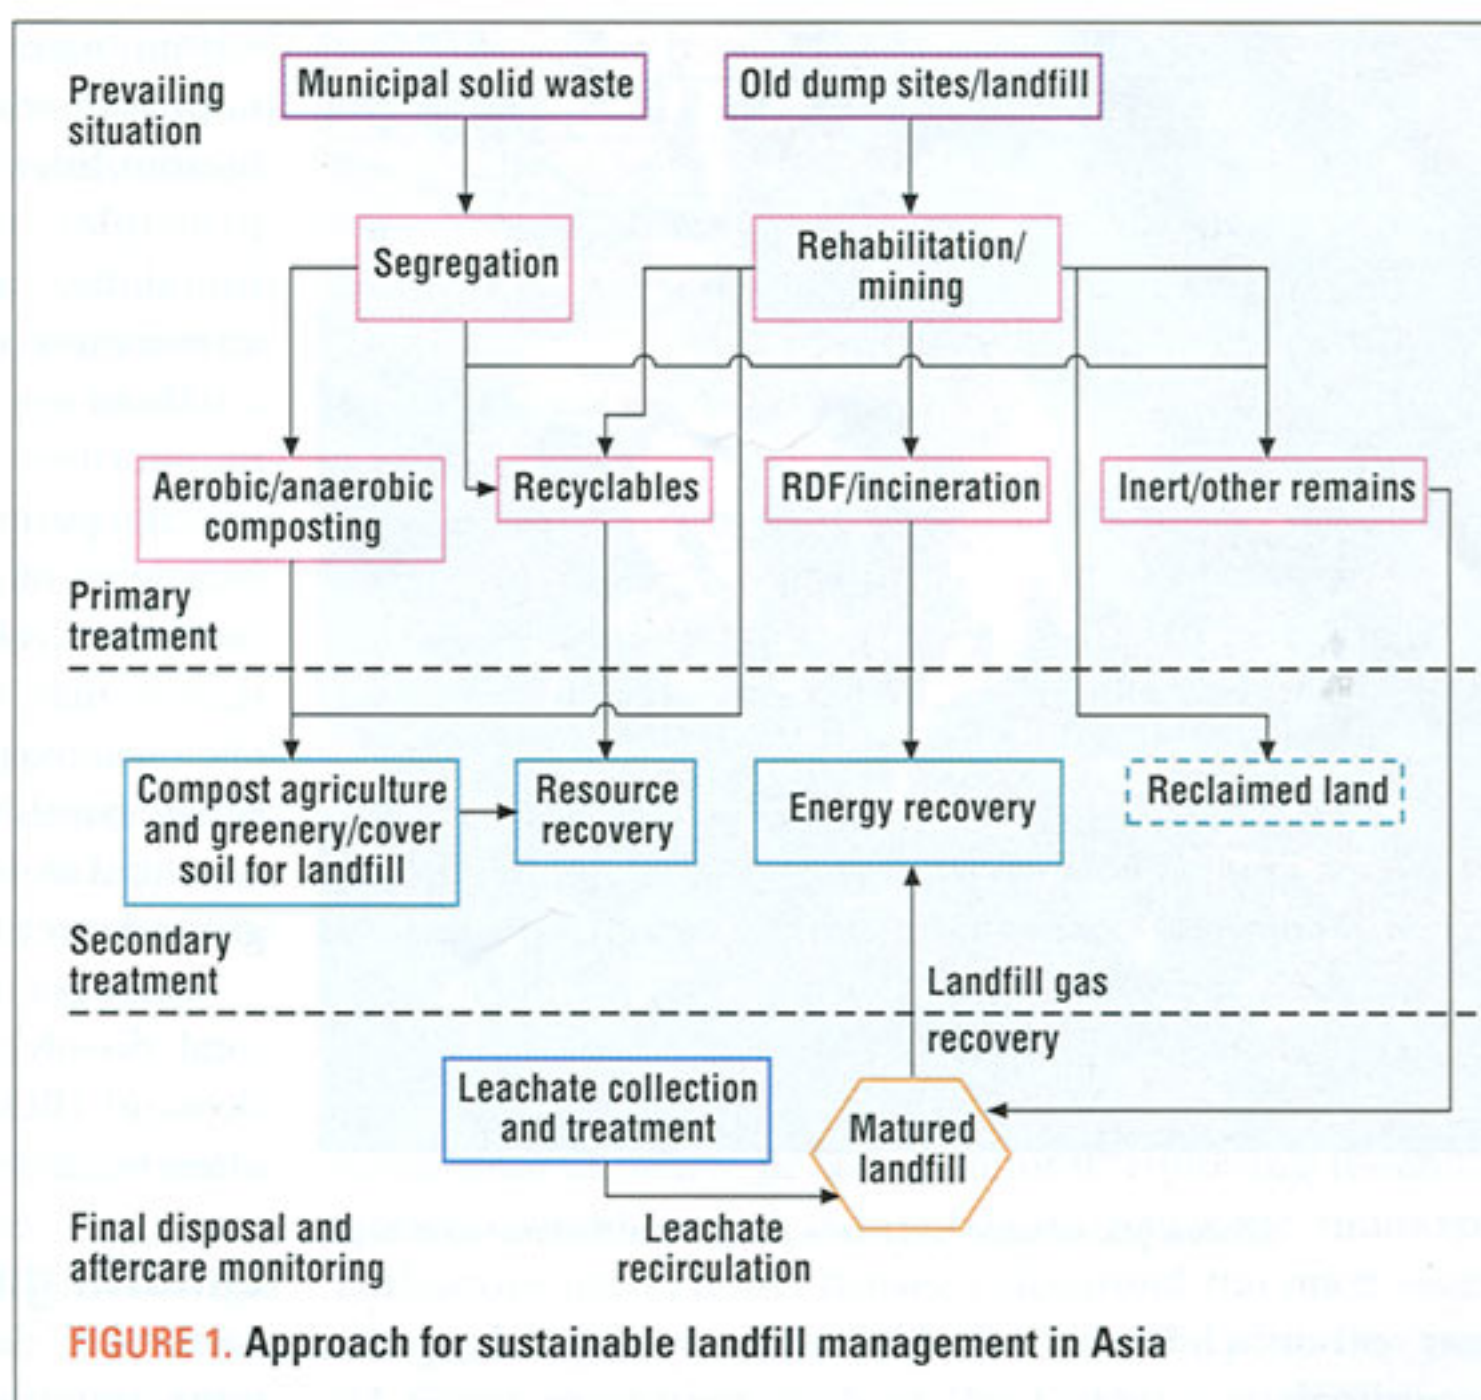 Prevailing
situation
Municipal solid waste
Old dump sites/landfill
Segregation
Rehabilitation/
mining
Aerobic/anaerobic
composting
Recyclables
RDF/incineration
Inert/other remains
Primary
treatment
Compost agriculture
and greenery/cover
soil for landfill
Resource
recovery
Energy recovery
Reclaimed land
Secondary
treatment
Landfill gas
recovery
Leachate collection
and treatment
Matured
landfill
Leachate
recirculation
Final disposal and
aftercare monitoring
FIGURE 1. Approach for sustainable landfill management in Asia